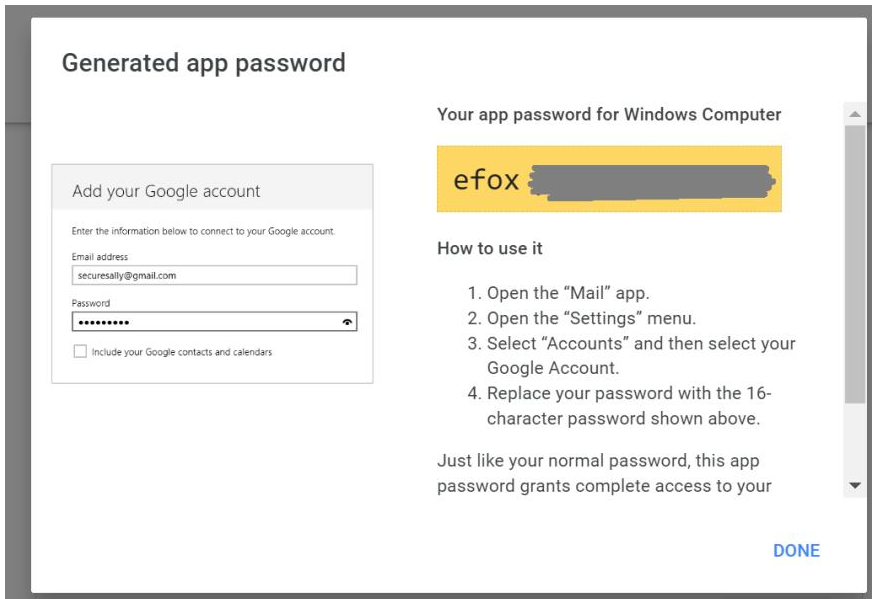 Generated app password
Add your Google account
Enter the information below to connect to your Google account.
Email address
securesally@gmail.com
Password
•••••••••
Include your Google contacts and calendars
Your app password for Windows Computer
efox
How to use it
1. Open the “Mail” app.
2. Open the “Settings” menu.
3. Select “Accounts” and then select your
Google Account.
4. Replace your password with the 16-
character password shown above.
Just like your normal password, this app
password grants complete access to your
DONE